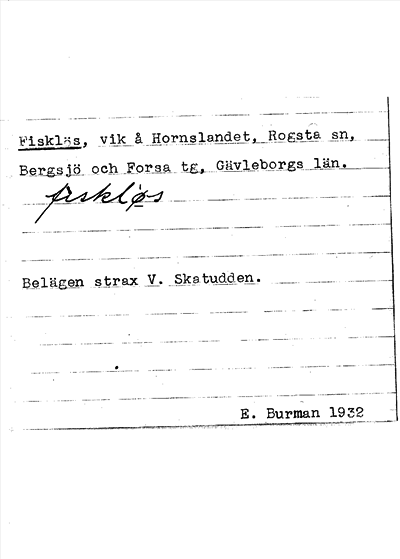 Fisklös, vik å Hornslandet, Rogsta sn,
Bergsjö och Forsa tg, Gävleborgs län.
fiskløs
Belägen strax V. Skatudden.
E. Burman 1932